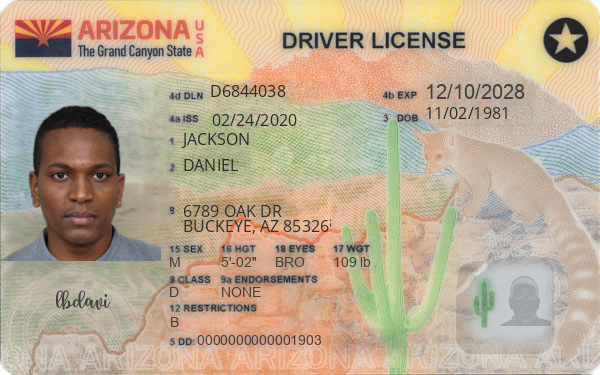 ARIZONA USA
The Grand Canyon State
DRIVER LICENSE
4d DLN D6844038
4b EXP 12/10/2028
4a ISS 02/24/2020
3 DOB 11/02/1981
1 JACKSON
2 DANIEL
8 6789 OAK DR
BUCKEYE, AZ 85326
15 SEX 16 HGT 18 EYES 17 WGT
M 5'-02" BRO 109 lb
9 CLASS 9a ENDORSEMENTS
D NONE
12 RESTRICTIONS
B
5 DD: 0000000000001903
lbdavi
ARIZONA ARIZONA ARIZONA ARIZONA